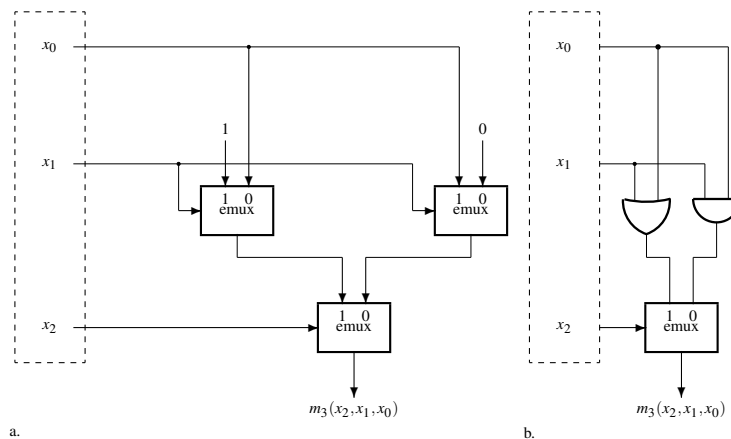 x₀ x₀
1 0
x₁ x₁
1 0 1 0
emux emux
1 0 1 0
x₂ emux x₂ emux
m₃(x₂,x₁,x₀) m₃(x₂,x₁,x₀)
a. b.